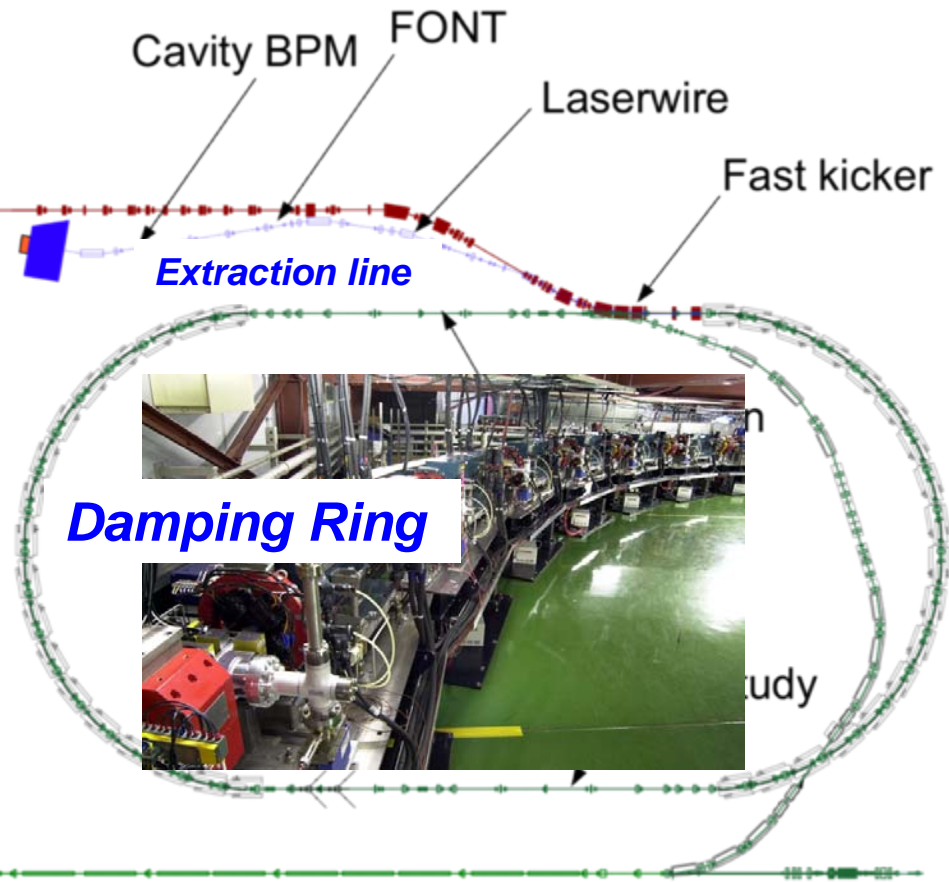 FONT
Cavity BPM
Laserwire
Fast kicker
Extraction line
Damping Ring